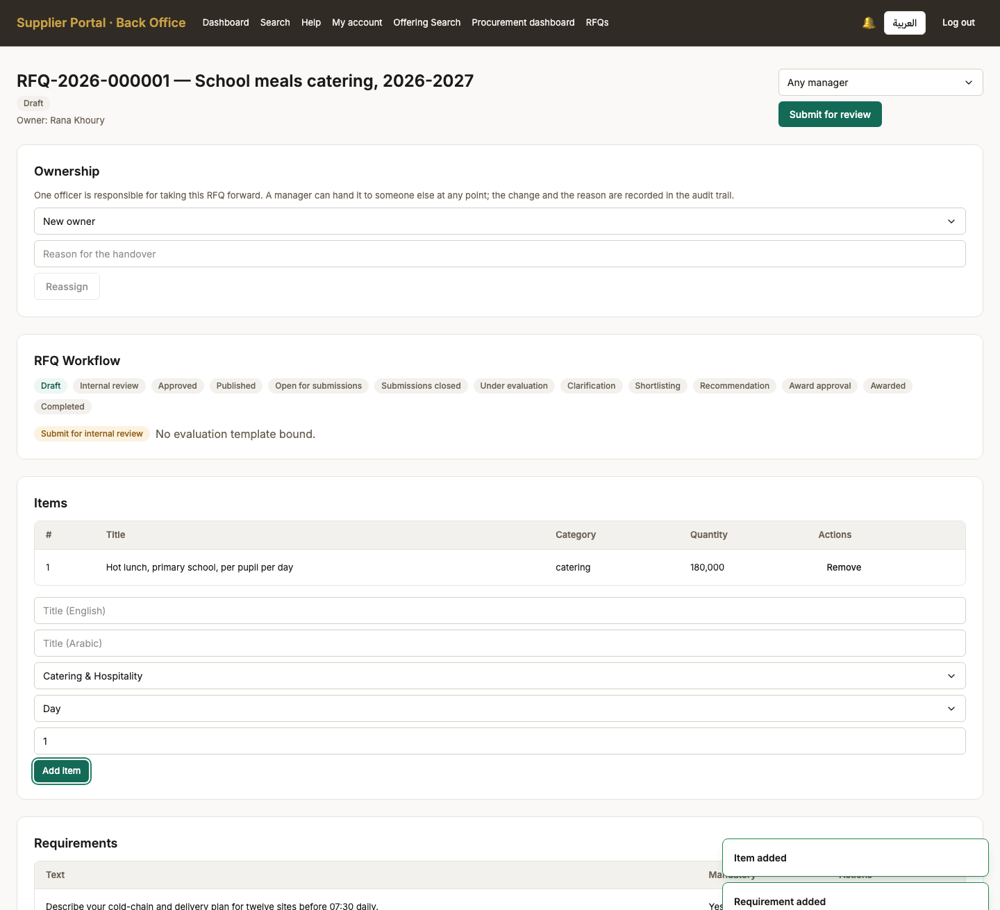 Supplier Portal · Back Office Dashboard Search Help My account Offering Search Procurement dashboard RFQs العربية Log out
RFQ-2026-000001 — School meals catering, 2026-2027
Any manager
Draft
Submit for review
Owner: Rana Khoury
Ownership
One officer is responsible for taking this RFQ forward. A manager can hand it to someone else at any point; the change and the reason are recorded in the audit trail.
New owner
Reason for the handover
Reassign
RFQ Workflow
Draft Internal review Approved Published Open for submissions Submissions closed Under evaluation Clarification Shortlisting Recommendation Award approval Awarded
Completed
Submit for internal review No evaluation template bound.
Items
# Title Category Quantity Actions
1 Hot lunch, primary school, per pupil per day catering 180,000 Remove
Title (English)
Title (Arabic)
Catering & Hospitality
Day
1
Add item
Requirements
Item added
Text Mandatory Actions
Requirement added
Describe your cold-chain and delivery plan for twelve sites before 07:30 daily. Yes